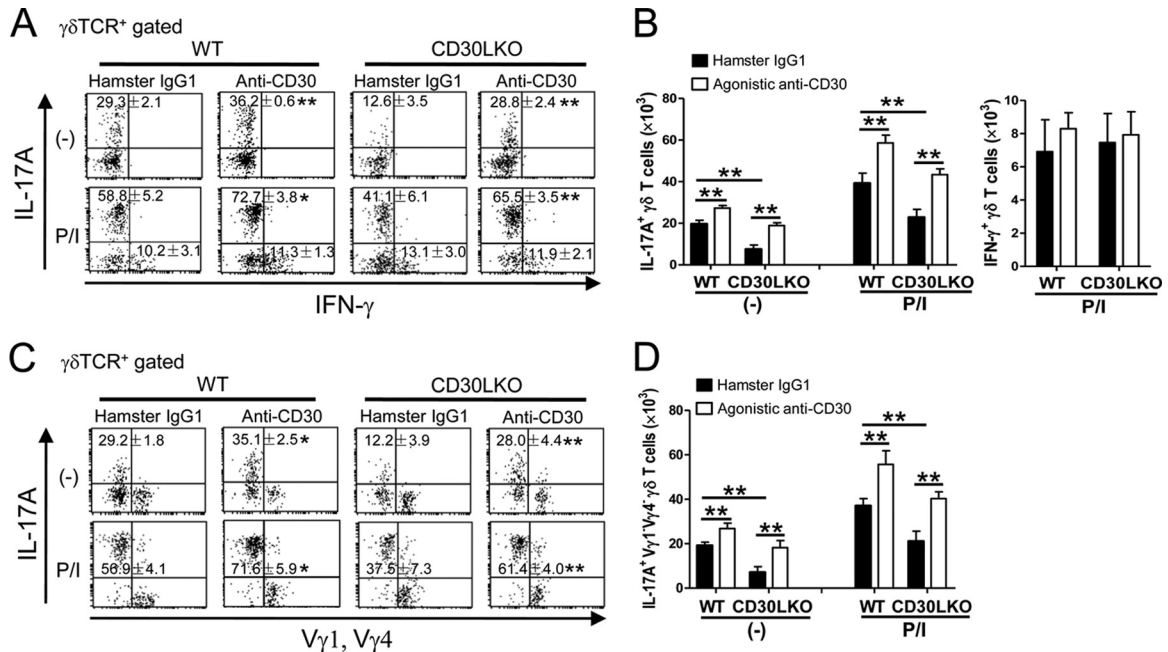 A
γδTCR+ gated
WT
CD30LKO
Hamster IgG1
Anti-CD30
Hamster IgG1
Anti-CD30
IL-17A
(-)
29.3±2.1
36.2±0.6**
12.6±3.5
28.8±2.4**
P/I
58.8±5.2
72.7±3.8*
41.1±6.1
65.5±3.5**
10.2±3.1
11.3±1.3
13.1±3.0
11.9±2.1
IFN-γ
B
Hamster IgG1
Agonistic anti-CD30
IL-17A+ γδ T cells (×10³)
80
60
40
20
0
**
**
**
**
**
**
WT CD30LKO
WT CD30LKO
(-)
P/I
IFN-γ+ γδ T cells (×10³)
10
8
6
4
2
0
WT CD30LKO
P/I
C
γδTCR+ gated
WT
CD30LKO
Hamster IgG1
Anti-CD30
Hamster IgG1
Anti-CD30
IL-17A
(-)
29.2±1.8
35.1±2.5*
12.2±3.9
28.0±4.4**
P/I
56.9±4.1
71.6±5.9*
37.5±7.3
61.4±4.0**
Vγ1, Vγ4
D
Hamster IgG1
Agonistic anti-CD30
IL-17A+Vγ1-Vγ4- γδ T cells (×10³)
80
60
40
20
0
**
**
**
**
**
**
WT CD30LKO
WT CD30LKO
(-)
P/I